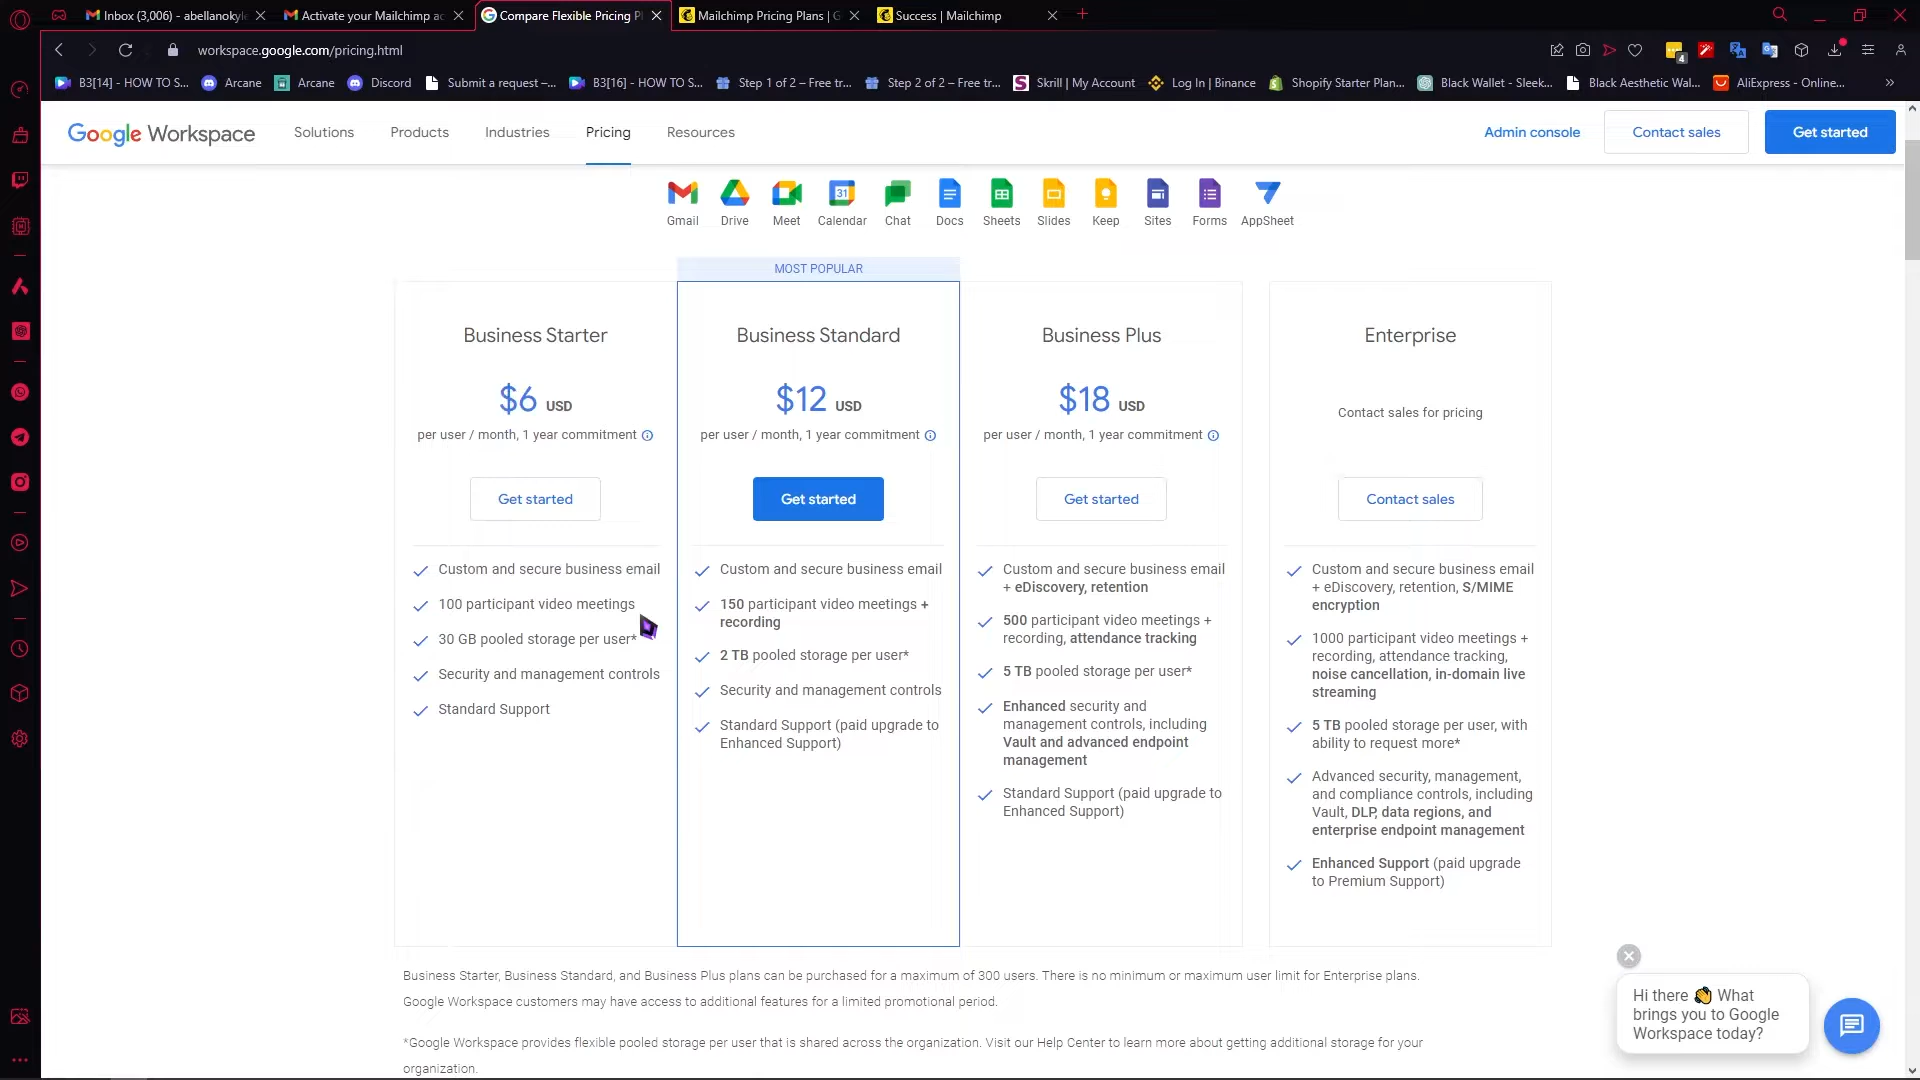 Inbox (3,006) - abellanokyle
Activate your Mailchimp ac
Compare Flexible Pricing Pl
Mailchimp Pricing Plans | G
Success | Mailchimp
workspace.google.com/pricing.html
4
B3[14] - HOW TO S...
Arcane
Arcane
Discord
Submit a request –...
B3[16] - HOW TO S...
Step 1 of 2 – Free tr...
Step 2 of 2 – Free tr...
Skrill | My Account
Log In | Binance
Shopify Starter Plan...
Black Wallet - Sleek...
Black Aesthetic Wal...
AliExpress - Online...
Google Workspace
Solutions
Products
Industries
Pricing
Resources
Admin console
Contact sales
Get started
31
Gmail
Drive
Meet
Calendar
Chat
Docs
Sheets
Slides
Keep
Sites
Forms
AppSheet
MOST POPULAR
Business Starter
$6 USD
per user / month, 1 year commitment
Get started
Custom and secure business email
100 participant video meetings
30 GB pooled storage per user*
Security and management controls
Standard Support
Business Standard
$12 USD
per user / month, 1 year commitment
Get started
Custom and secure business email
150 participant video meetings +
recording
2 TB pooled storage per user*
Security and management controls
Standard Support (paid upgrade to
Enhanced Support)
Business Plus
$18 USD
per user / month, 1 year commitment
Get started
Custom and secure business email
+ eDiscovery, retention
500 participant video meetings +
recording, attendance tracking
5 TB pooled storage per user*
Enhanced security and
management controls, including
Vault and advanced endpoint
management
Standard Support (paid upgrade to
Enhanced Support)
Enterprise
Contact sales for pricing
Contact sales
Custom and secure business email
+ eDiscovery, retention, S/MIME
encryption
1000 participant video meetings +
recording, attendance tracking,
noise cancellation, in-domain live
streaming
5 TB pooled storage per user, with
ability to request more*
Advanced security, management,
and compliance controls, including
Vault, DLP, data regions, and
enterprise endpoint management
Enhanced Support (paid upgrade
to Premium Support)
Business Starter, Business Standard, and Business Plus plans can be purchased for a maximum of 300 users. There is no minimum or maximum user limit for Enterprise plans.
Google Workspace customers may have access to additional features for a limited promotional period.
*Google Workspace provides flexible pooled storage per user that is shared across the organization. Visit our Help Center to learn more about getting additional storage for your
organization.
Hi there 👋 What
brings you to Google
Workspace today?